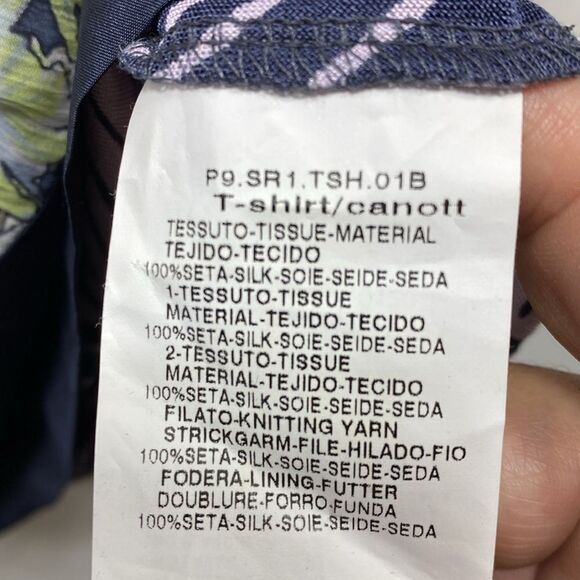 P9.SR1.TSH.01B
T-shirt/canott
TESSUTO-TISSUE-MATERIAL
TEJIDO-TECIDO
100%SETA-SILK-SOIE-SEIDE-SEDA
1-TESSUTO-TISSUE
MATERIAL-TEJIDO-TECIDO
100%SETA-SILK-SOIE-SEIDE-SEDA
2-TESSUTO-TISSUE
MATERIAL-TEJIDO-TECIDO
100%SETA-SILK-SOIE-SEIDE-SEDA
FILATO-KNITTING YARN
STRICKGARM-FILE-HILADO-FIO
100%SETA-SILK-SOIE-SEIDE-SEDA
FODERA-LINING-FUTTER
DOUBLURE-FORRO-FUNDA
100%SETA-SILK-SOIE-SEIDE-SEDA